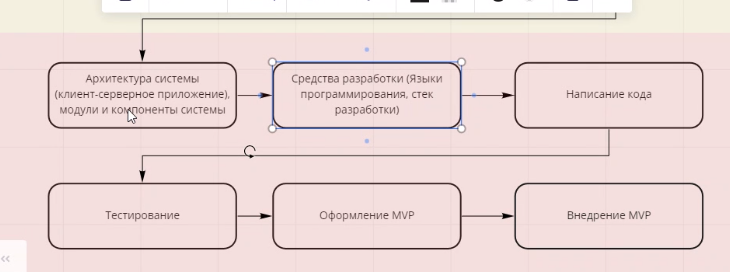 Архитектура системы
(клиент-серверное приложение),
модули и компоненты системы
Средства разработки (Языки
программирования, стек
разработки)
Написание кода
Тестирование
Оформление MVP
Внедрение MVP